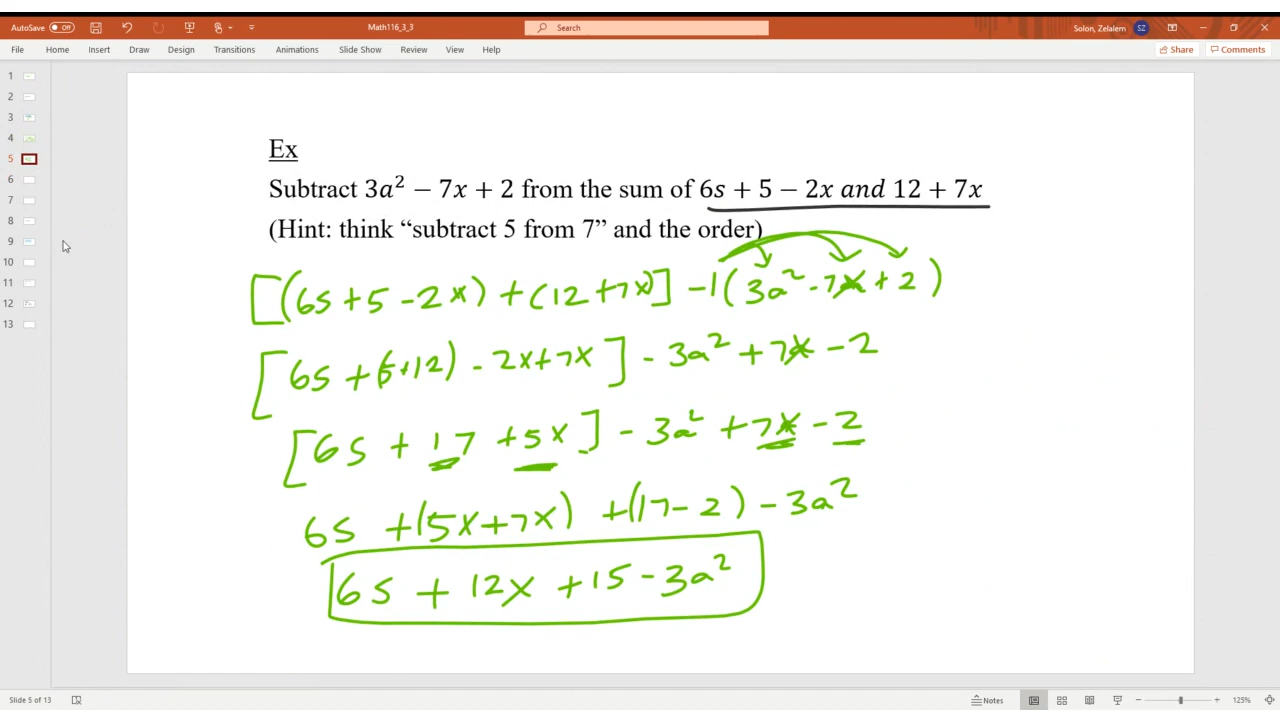 AutoSave Off Math116_3_3 Search Solon, Zelalem SZ
File Home Insert Draw Design Transitions Animations Slide Show Review View Help Share Comments
1
2
3
4
5
6
7
8
9
10
11
12
13
Ex
Subtract 3a² − 7x + 2 from the sum of 6s + 5 − 2x and 12 + 7x
(Hint: think “subtract 5 from 7” and the order)
[(6s + 5 - 2x) + (12 + 7x)] - 1(3a² - 7x + 2)
[6s + (5+12) - 2x + 7x] - 3a² + 7x - 2
[6s + 17 + 5x] - 3a² + 7x - 2
6s + (5x + 7x) + (17 - 2) - 3a²
6s + 12x + 15 - 3a²
Slide 5 of 13 Notes 125%